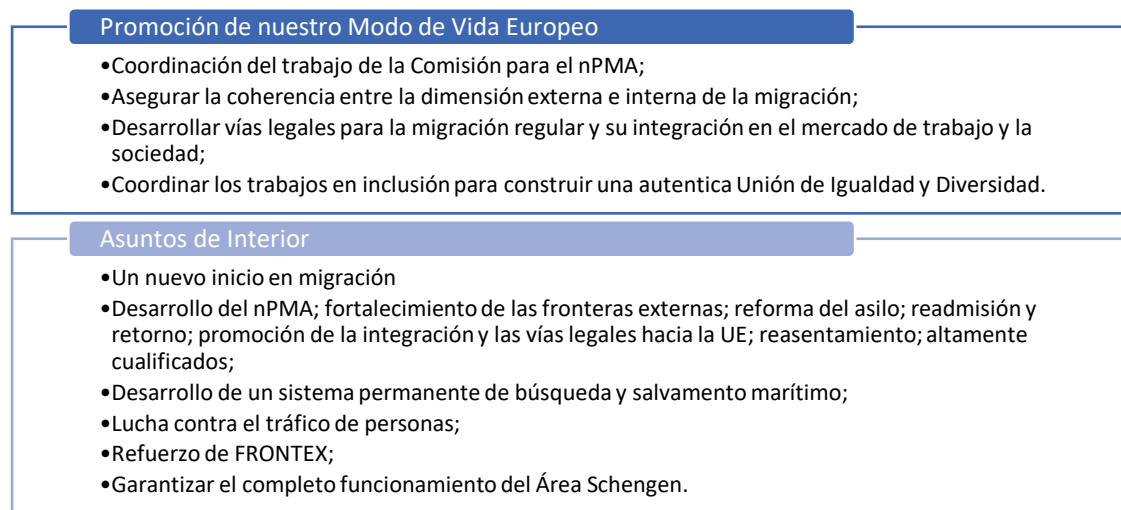 Promoción de nuestro Modo de Vida Europeo
•Coordinación del trabajo de la Comisión para el nPMA;
•Asegurar la coherencia entre la dimensión externa e interna de la migración;
•Desarrollar vías legales para la migración regular y su integración en el mercado de trabajo y la
sociedad;
•Coordinar los trabajos en inclusión para construir una autentica Unión de Igualdad y Diversidad.
Asuntos de Interior
•Un nuevo inicio en migración
•Desarrollo del nPMA; fortalecimiento de las fronteras externas; reforma del asilo; readmisión y
retorno; promoción de la integración y las vías legales hacia la UE; reasentamiento; altamente
cualificados;
•Desarrollo de un sistema permanente de búsqueda y salvamento marítimo;
•Lucha contra el tráfico de personas;
•Refuerzo de FRONTEX;
•Garantizar el completo funcionamiento del Área Schengen.